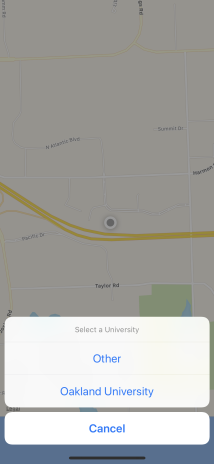 N Atlantic Blvd
Summit Dr
Pacific Dr
Taylor Rd
Select a University
Other
Oakland University
Cancel